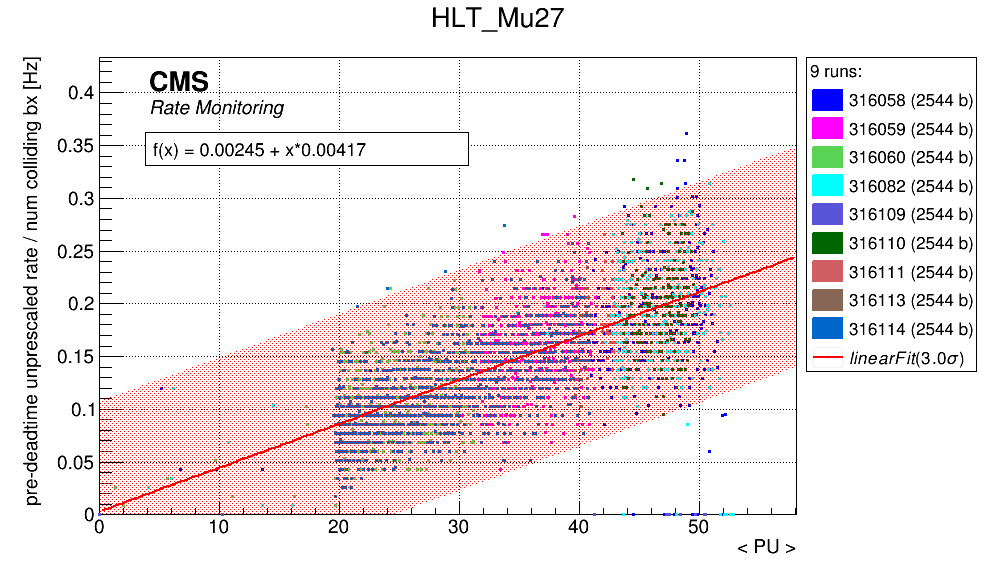 HLT_Mu27
pre-deadtime unprescaled rate / num colliding bx [Hz]
CMS
Rate Monitoring
f(x) = 0.00245 + x*0.00417
0.4
0.35
0.3
0.25
0.2
0.15
0.1
0.05
0
0 10 20 30 40 50
< PU >
9 runs:
316058 (2544 b)
316059 (2544 b)
316060 (2544 b)
316082 (2544 b)
316109 (2544 b)
316110 (2544 b)
316111 (2544 b)
316113 (2544 b)
316114 (2544 b)
linearFit(3.0σ)